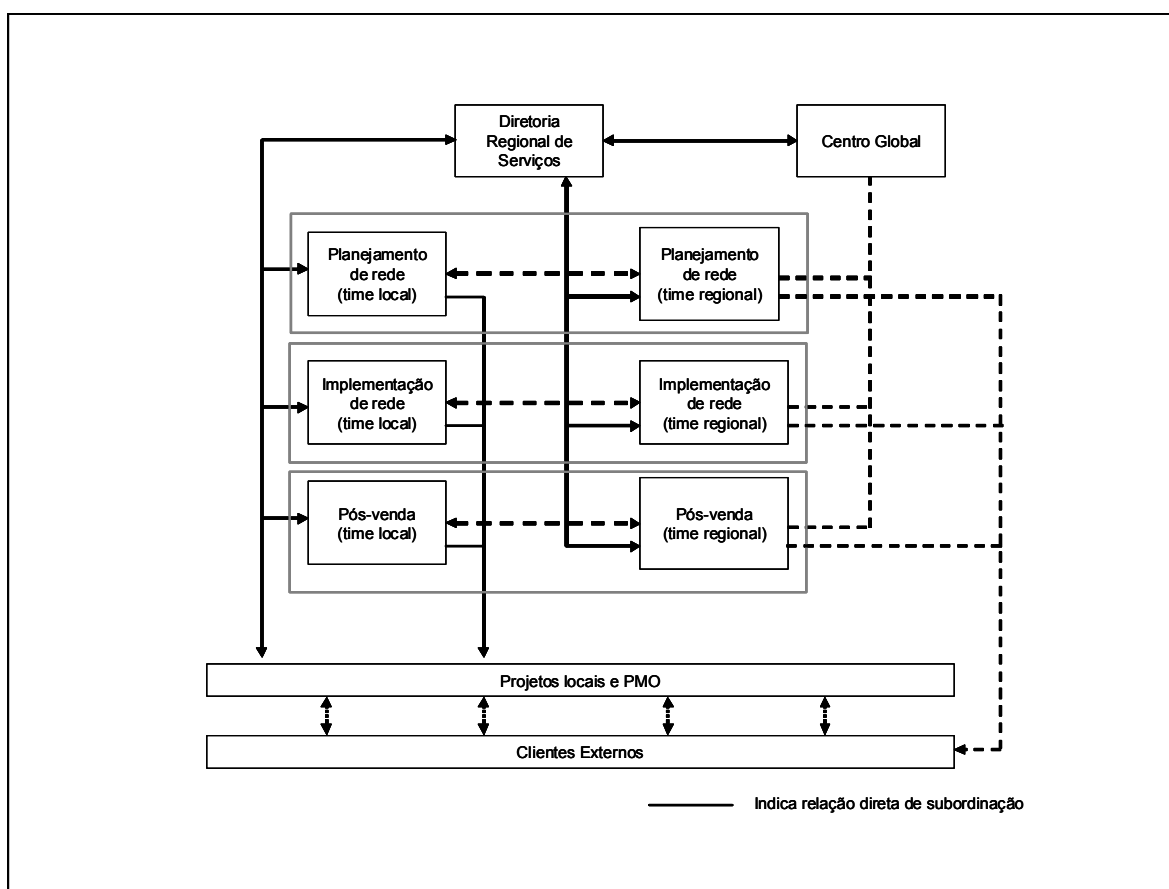 Diretoria
Regional de
Serviços
Centro Global
Planejamento
de rede
(time local)
Planejamento
de rede
(time regional)
Implementação
de rede
(time local)
Implementação
de rede
(time regional)
Pós-venda
(time local)
Pós-venda
(time regional)
Projetos locais e PMO
Clientes Externos
Indica relação direta de subordinação